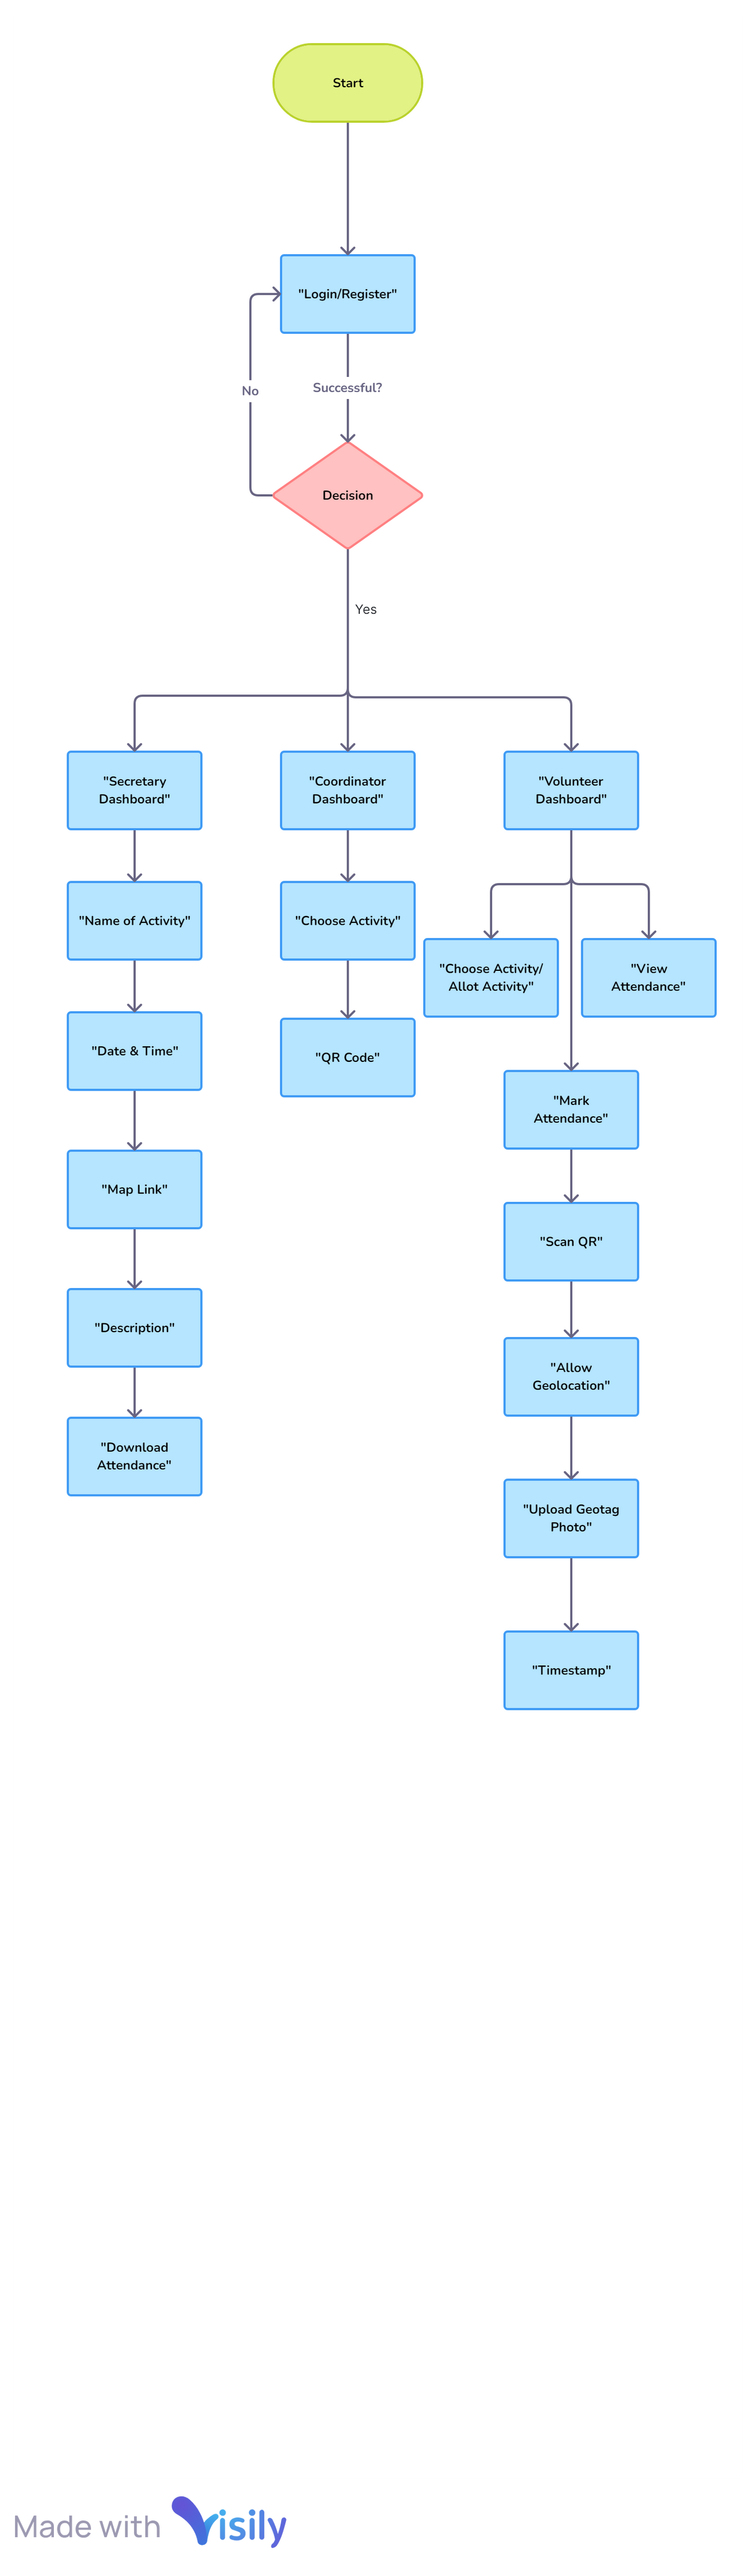 Start
"Login/Register"
No
Successful?
Decision
Yes
"Secretary
Dashboard"
"Coordinator
Dashboard"
"Volunteer
Dashboard"
"Name of Activity"
"Choose Activity"
"Choose Activity/
Allot Activity"
"View
Attendance"
"Date & Time"
"QR Code"
"Mark
Attendance"
"Map Link"
"Scan QR"
"Description"
"Allow
Geolocation"
"Download
Attendance"
"Upload Geotag
Photo"
"Timestamp"
Made with Visily